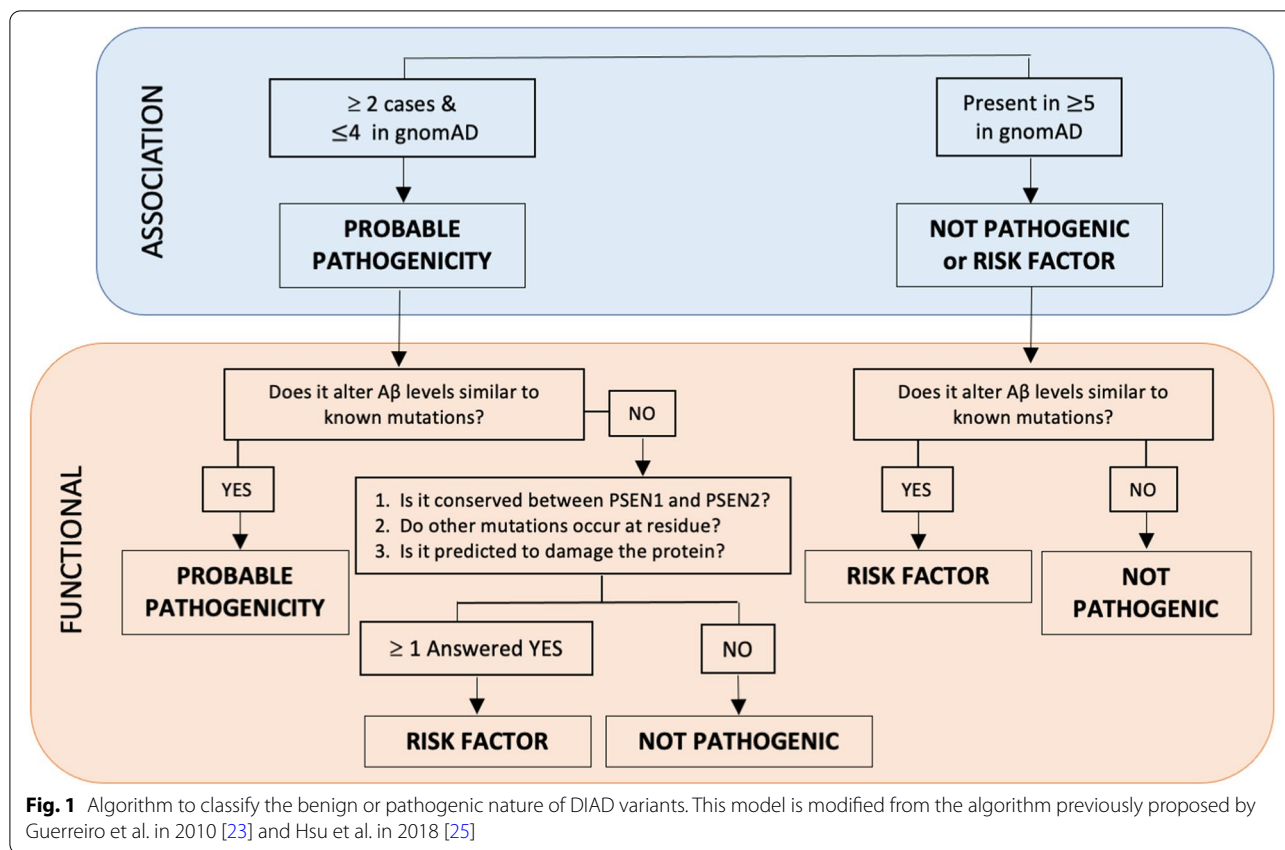 ASSOCIATION
≥ 2 cases &
≤4 in gnomAD
Present in ≥5
in gnomAD
PROBABLE
PATHOGENICITY
NOT PATHOGENIC
or RISK FACTOR
FUNCTIONAL
Does it alter Aβ levels similar to
known mutations?
NO
YES
PROBABLE
PATHOGENICITY
1. Is it conserved between PSEN1 and PSEN2?
2. Do other mutations occur at residue?
3. Is it predicted to damage the protein?
≥ 1 Answered YES
NO
RISK FACTOR
NOT PATHOGENIC
Does it alter Aβ levels similar to
known mutations?
YES
NO
RISK FACTOR
NOT
PATHOGENIC
Fig. 1 Algorithm to classify the benign or pathogenic nature of DIAD variants. This model is modified from the algorithm previously proposed by
Guerreiro et al. in 2010 [23] and Hsu et al. in 2018 [25]